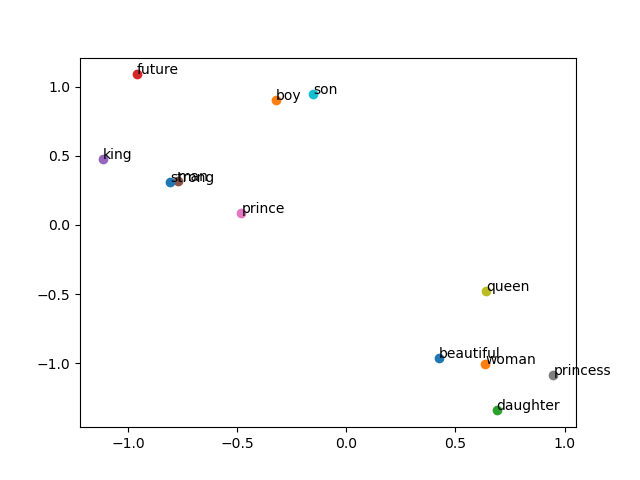 1.0
0.5
0.0
−0.5
−1.0
−1.0
−0.5
0.0
0.5
1.0
future
boy
son
king
strong
man
prince
queen
beautiful
woman
princess
daughter